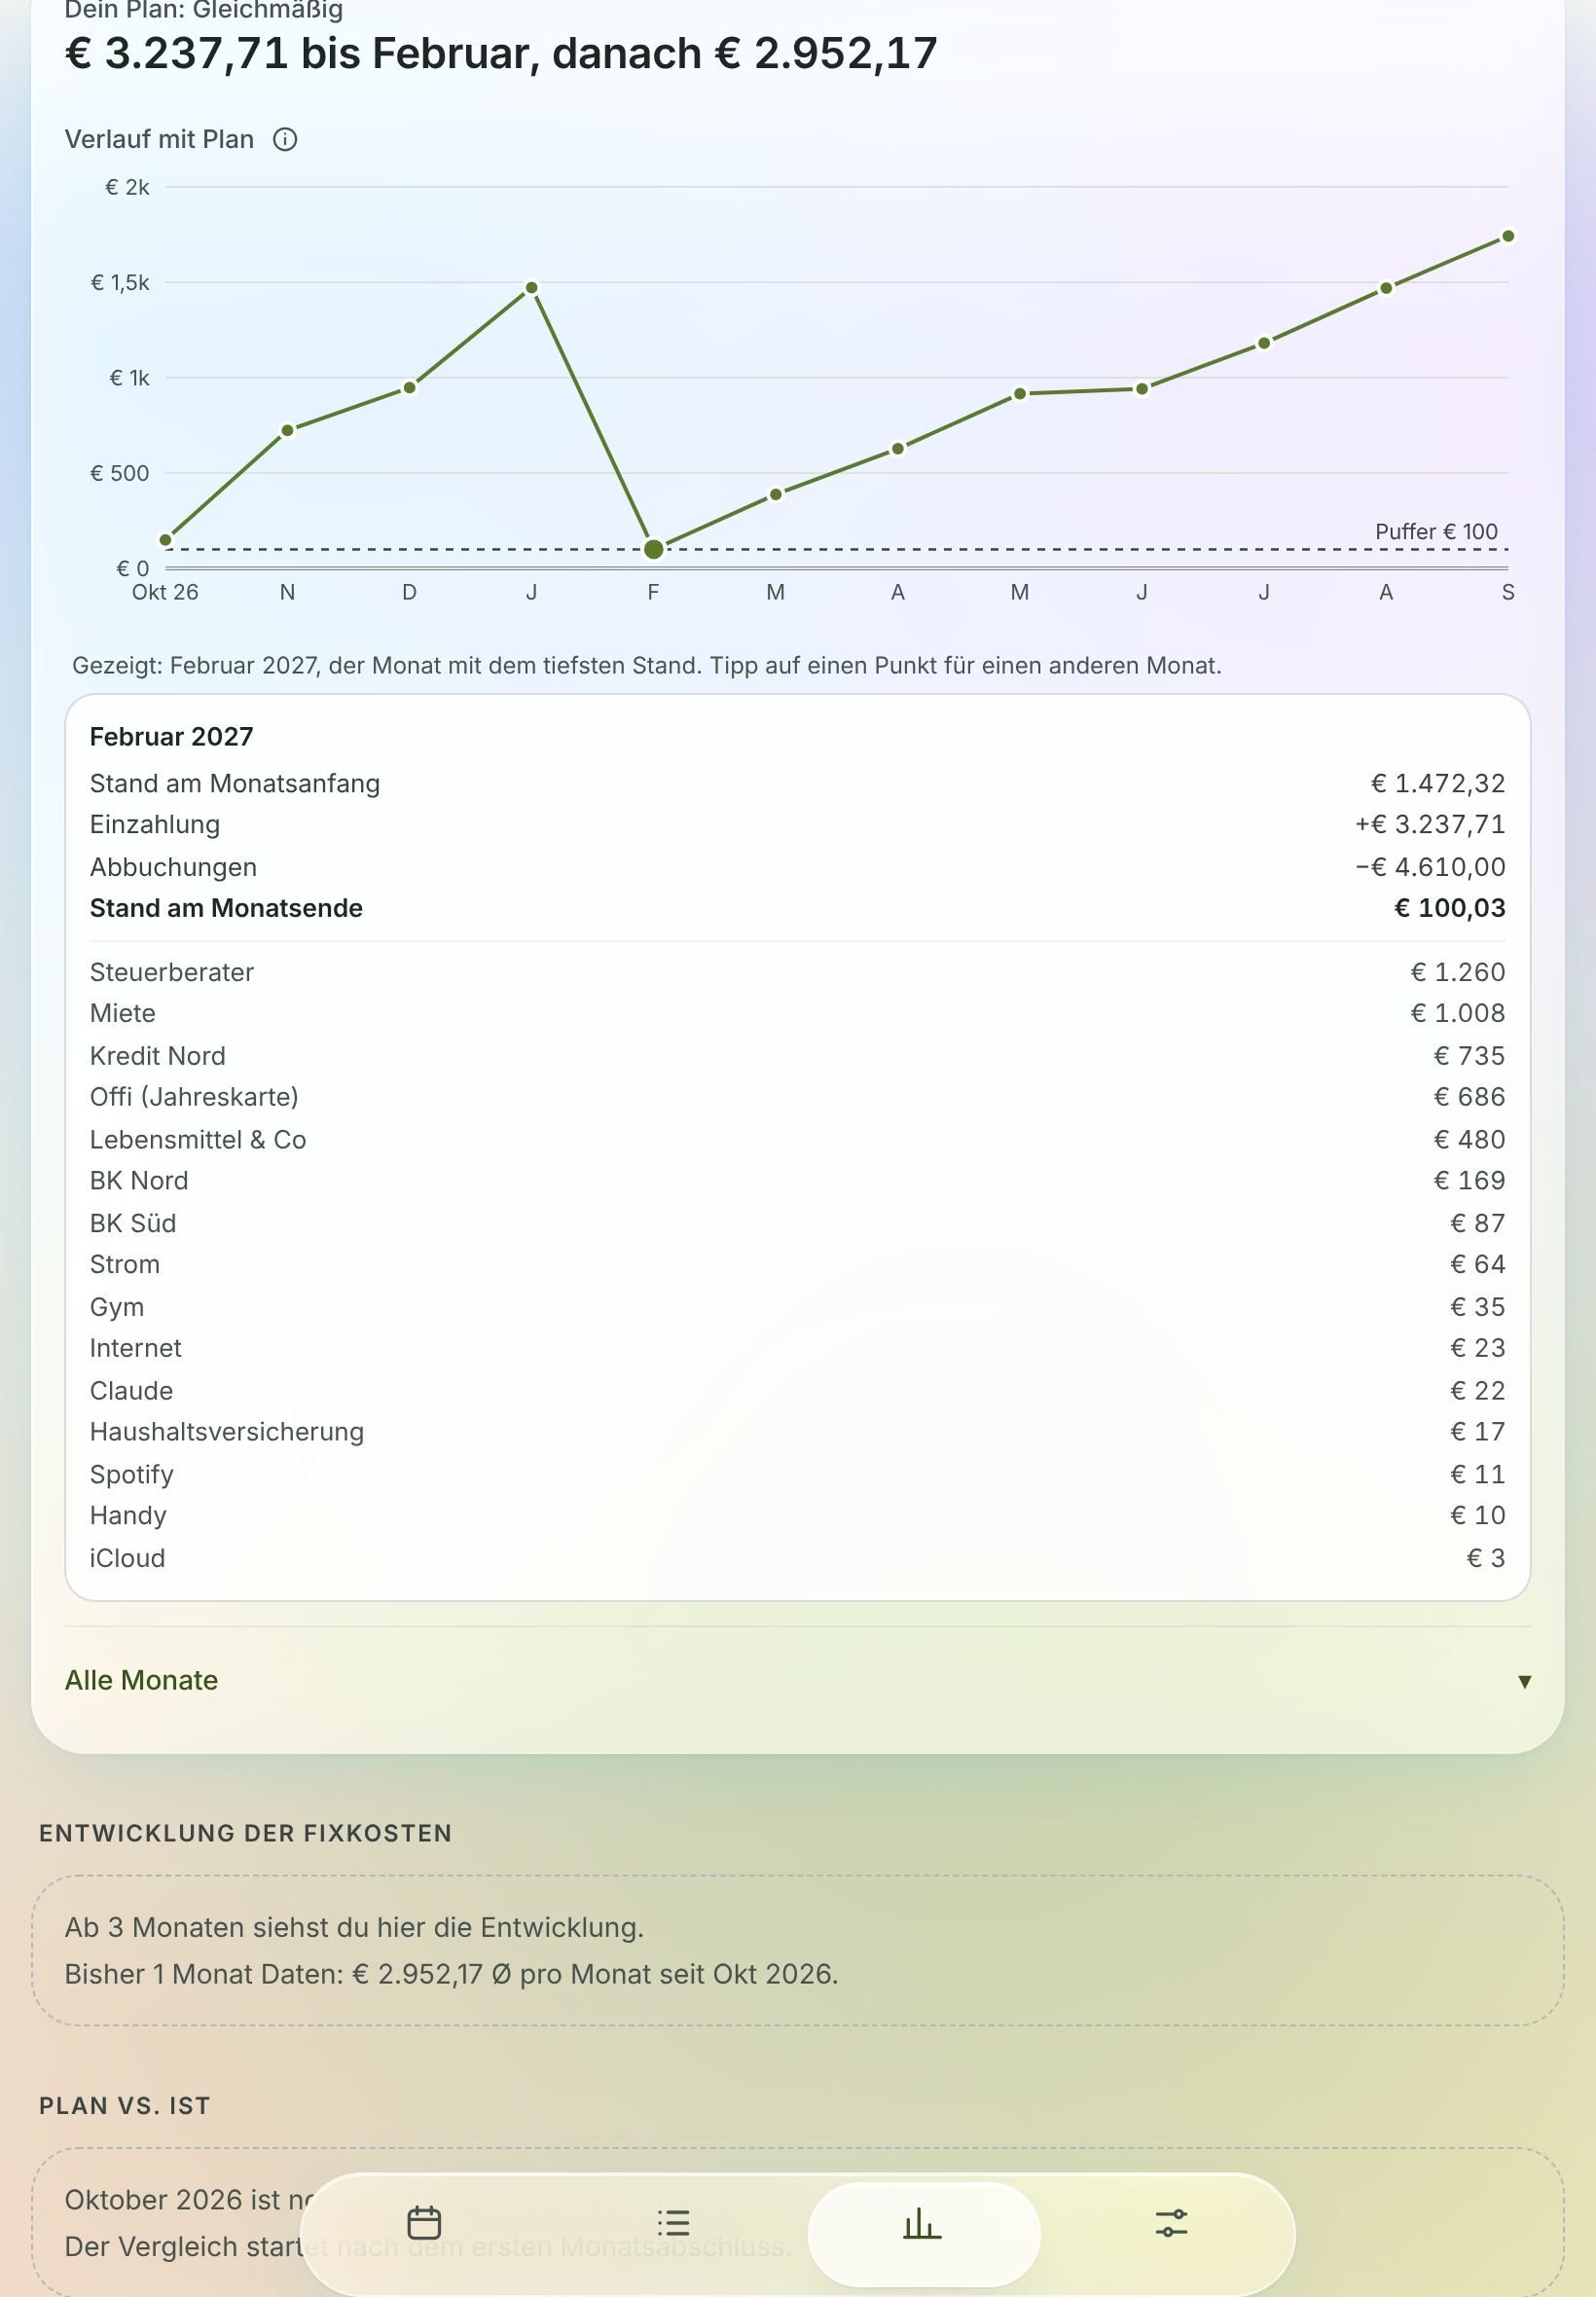 Dein Plan: Gleichmäßig
€ 3.237,71 bis Februar, danach € 2.952,17
Verlauf mit Plan
€ 2k
€ 1,5k
€ 1k
€ 500
Puffer € 100
€ 0
Okt 26 N D J F M A M J J A S
Gezeigt: Februar 2027, der Monat mit dem tiefsten Stand. Tipp auf einen Punkt für einen anderen Monat.
Februar 2027
Stand am Monatsanfang € 1.472,32
Einzahlung +€ 3.237,71
Abbuchungen −€ 4.610,00
Stand am Monatsende € 100,03
Steuerberater € 1.260
Miete € 1.008
Kredit Nord € 735
Offi (Jahreskarte) € 686
Lebensmittel & Co € 480
BK Nord € 169
BK Süd € 87
Strom € 64
Gym € 35
Internet € 23
Claude € 22
Haushaltsversicherung € 17
Spotify € 11
Handy € 10
iCloud € 3
Alle Monate
ENTWICKLUNG DER FIXKOSTEN
Ab 3 Monaten siehst du hier die Entwicklung.
Bisher 1 Monat Daten: € 2.952,17 Ø pro Monat seit Okt 2026.
PLAN VS. IST
Oktober 2026 ist
Der Vergleich startet nach dem ersten Monatsabschluss.